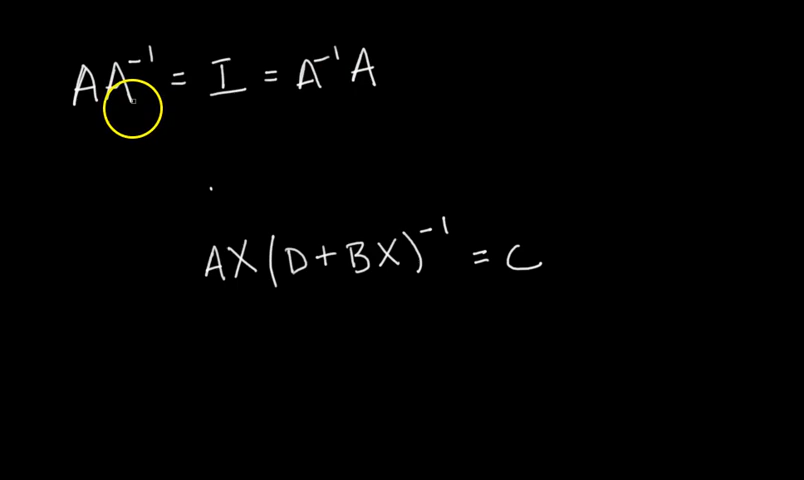 AA⁻¹ = I = A⁻¹A
AX(D+BX)⁻¹ = C